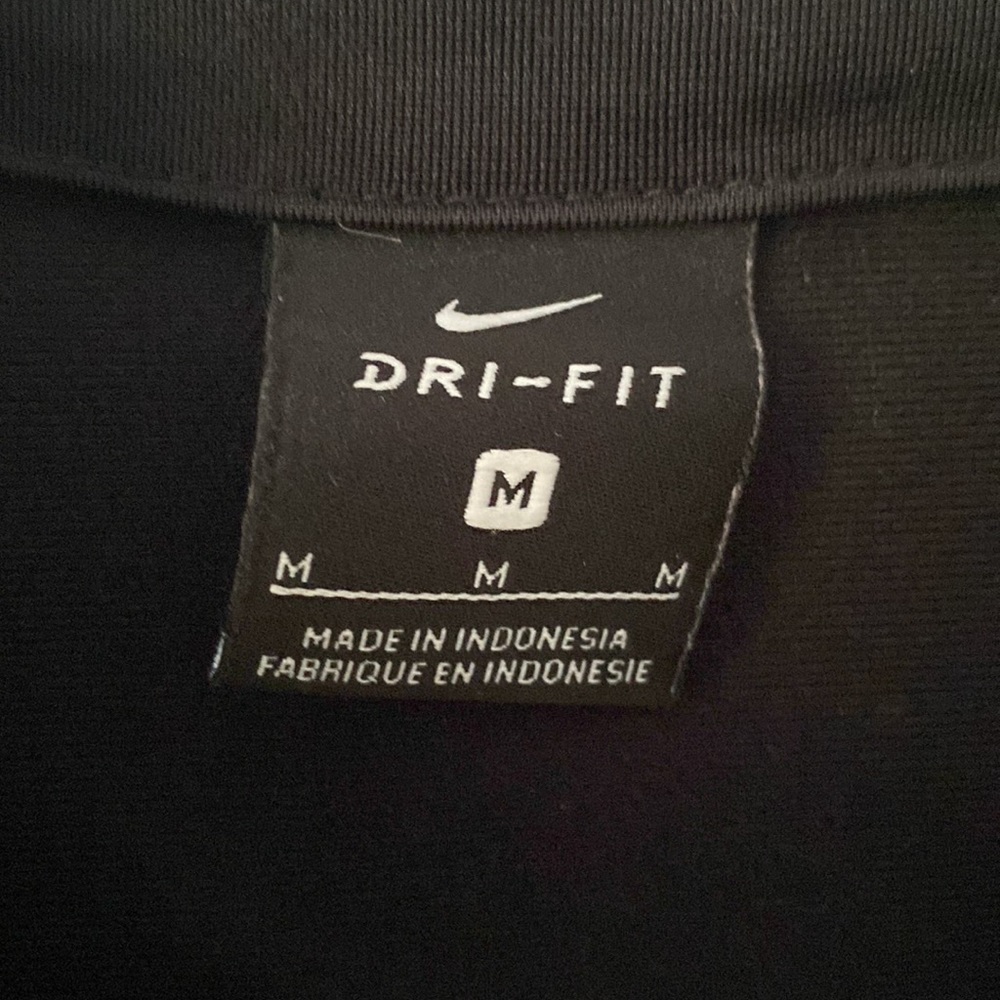 DRI-FIT
M
M M M
MADE IN INDONESIA
FABRIQUE EN INDONESIE